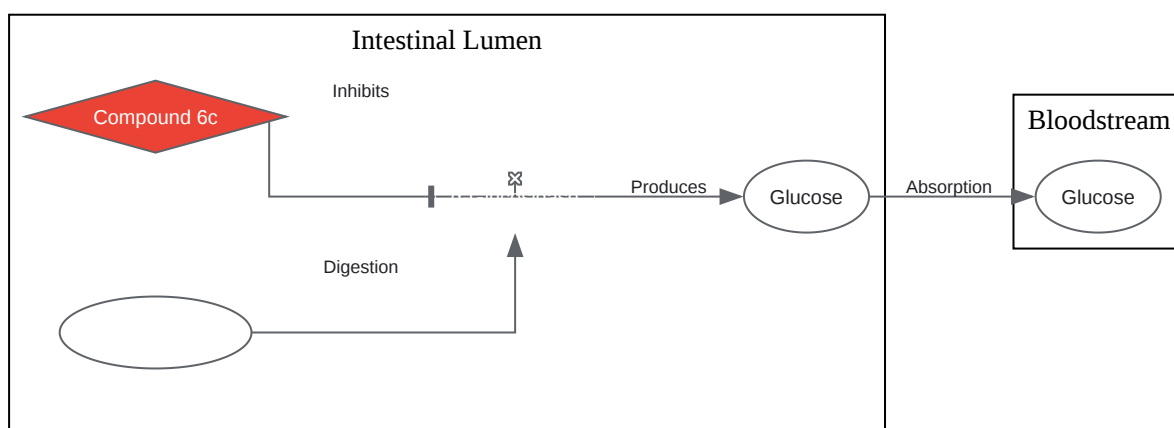 Intestinal Lumen
Inhibits
Compound 6c
Bloodstream
Produces
Glucose
Absorption
Glucose
Digestion